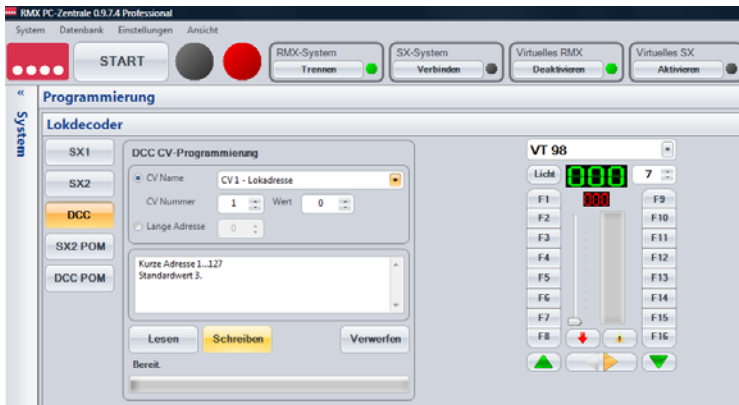 RMX PC-Zentrale 0.9.7.4 Professional
System Datenbank Einstellungen Ansicht
START
RMX-System
Trennen
SX-System
Verbinden
Virtuelles RMX
Deaktivieren
Virtuelles SX
Aktivieren
«
System
Programmierung
Lokdecoder
SX1
SX2
DCC
SX2 POM
DCC POM
DCC CV-Programmierung
CV Name CV 1 - Lokadresse
CV Nummer 1 Wert 0
Lange Adresse 0
Kurze Adresse 1...127
Standardwert 3.
Lesen Schreiben Verwerfen
Bereit.
VT 98
Licht 888 7
F1 000 F9
F2 F10
F3 F11
F4 F12
F5 F13
F6 F14
F7 F15
F8 F16